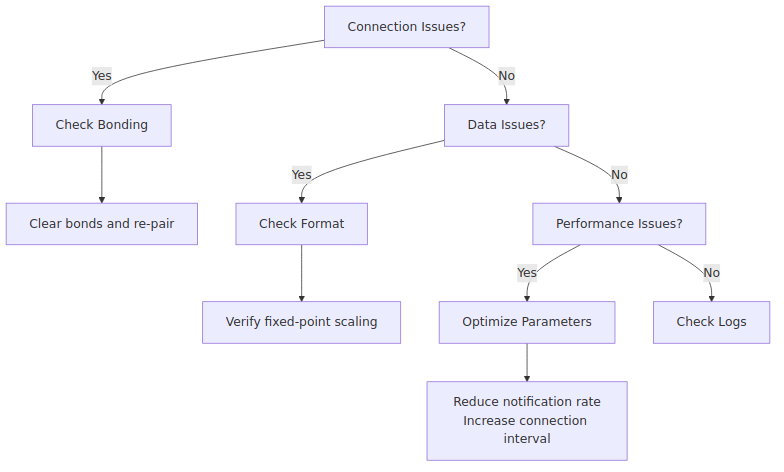 Connection Issues?
Yes
No
Check Bonding
Data Issues?
Yes
No
Clear bonds and re-pair
Check Format
Performance Issues?
Yes
No
Verify fixed-point scaling
Optimize Parameters
Check Logs
Reduce notification rate
Increase connection
interval